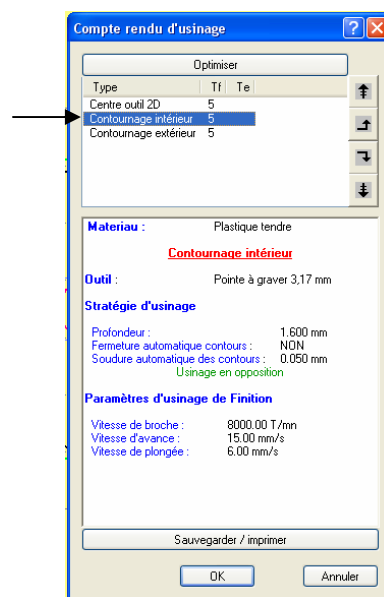 Compte rendu d'usinage
Optimiser
Type Tf Te
Centre outil 2D 5
Contournage intérieur 5
Contournage extérieur 5
Materiau : Plastique tendre
Contournage intérieur
Outil : Pointe à graver 3,17 mm
Stratégie d'usinage
Profondeur : 1.600 mm
Fermeture automatique contours : NON
Soudure automatique des contours : 0.050 mm
Usinage en opposition
Paramètres d'usinage de Finition
Vitesse de broche : 8000.00 T/mn
Vitesse d'avance : 15.00 mm/s
Vitesse de plongée : 6.00 mm/s
Sauvegarder / imprimer
OK Annuler